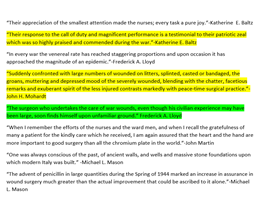 "Their appreciation of the smallest attention made the nurses; every task a pure joy."-Katherine E. Baltz
"Their response to the call of duty and magnificent performance is a testimonial to their patriotic zeal
which was so highly praised and commended during the war."-Katherine E. Baltz
"In every war the venereal rate has reached staggering proportions and upon occasion it has
approached the magnitude of an epidemic."-Frederick A. Lloyd
"Suddenly confronted with large numbers of wounded on litters, splinted, casted or bandaged, the
groans, muttering and depressed mood of the severely wounded, blending with the chatter, facetious
remarks and exuberant spirit of the less injured contrasts markedly with peace-time surgical practice."-
John H. Mohardt
"The surgeon who undertakes the care of war wounds, even though his civilian experience may have
been large, soon finds himself upon unfamiliar ground." Frederick A. Lloyd
"When I remember the efforts of the nurses and the ward men, and when I recall the gratefulness of
many a patient for the kindly care which he received, I am again assured that the heart and the hand are
more important to good surgery than all the chromium plate in the world."-John Martin
"One was always conscious of the past, of ancient walls, and wells and massive stone foundations upon
which modern Italy was built." -Michael L. Mason
"The advent of penicillin in large quantities during the Spring of 1944 marked an increase in assurance in
wound surgery much greater than the actual improvement that could be ascribed to it alone."-Michael
L. Mason